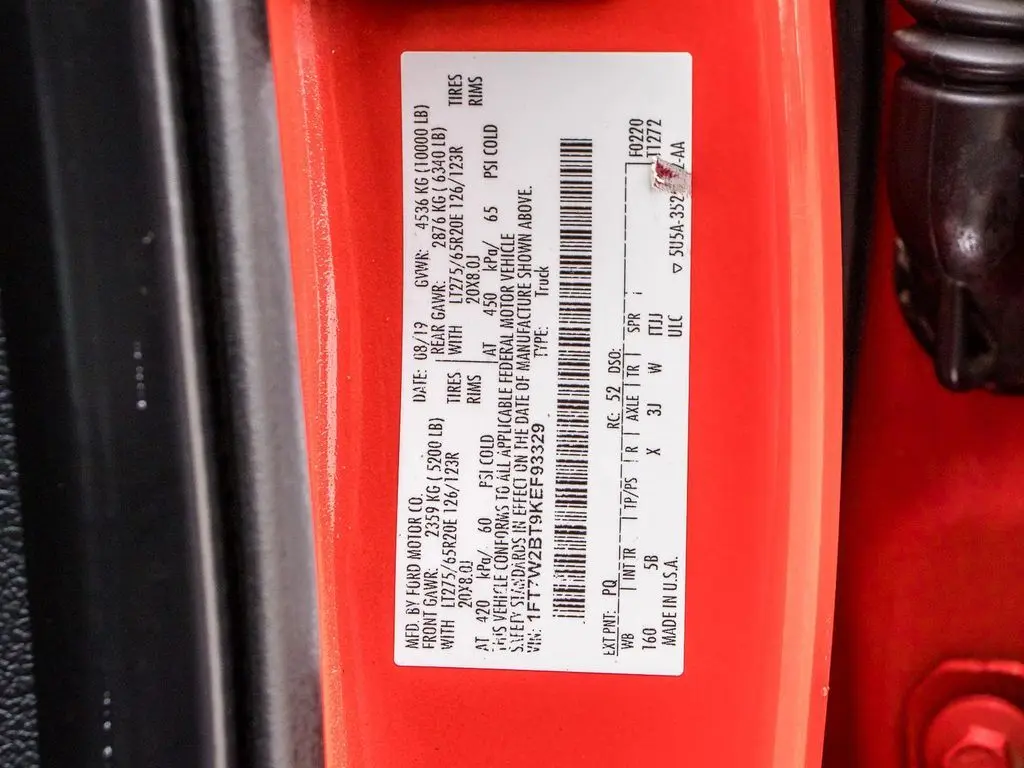 MFD. BY FORD MOTOR CO.
DATE: 08/19 GVWR: 4536 KG (10000 LB)
FRONT GAWR: 2359 KG ( 5200 LB) REAR GAWR: 2876 KG ( 6340 LB)
WITH LT275/65R20E 126/123R TIRES WITH LT275/65R20E 126/123R TIRES
20X8.0J RIMS 20X8.0J RIMS
AT 420 kPa/ 60 PSI COLD AT 450 kPa/ 65 PSI COLD
THIS VEHICLE CONFORMS TO ALL APPLICABLE FEDERAL MOTOR VEHICLE
SAFETY STANDARDS IN EFFECT ON THE DATE OF MANUFACTURE SHOWN ABOVE.
VIN: 1FT7W2BT9KEF93329 TYPE: Truck
EXT PNT: PQ RC: 52 DSO: F0220
WB INTTR TP/PS R AXLE TR SPR T1272
160 5B X 3J W
MADE IN U.S.A. ULC 5U5A-352
-AA